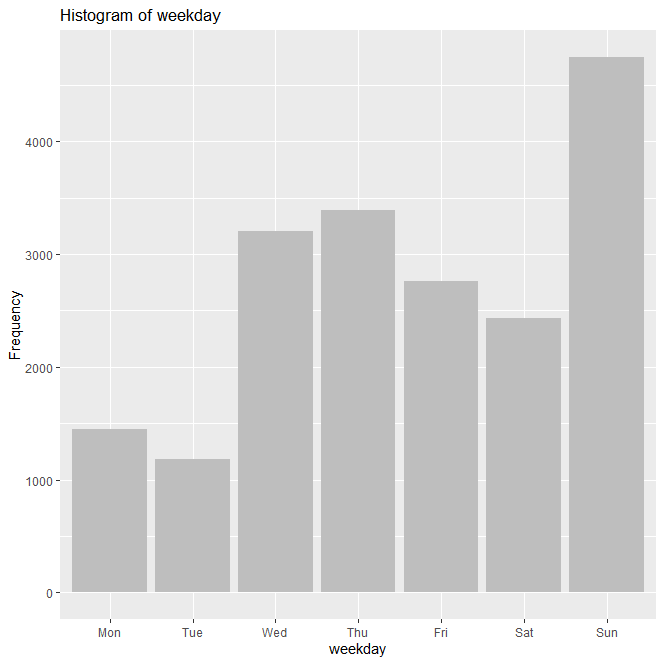 Histogram of weekday
Frequency
4000
3000
2000
1000
0
Mon Tue Wed Thu Fri Sat Sun
weekday